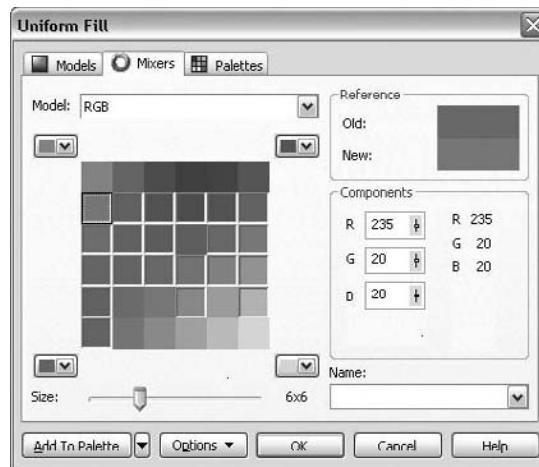 Uniform Fill
Models Mixers Palettes
Model: RGB
Reference
Old:
New:
Components
R 235 R 235
G 20 G 20
D 20 B 20
Name:
Size: 6x6
Add To Palette Options OK Cancel Help